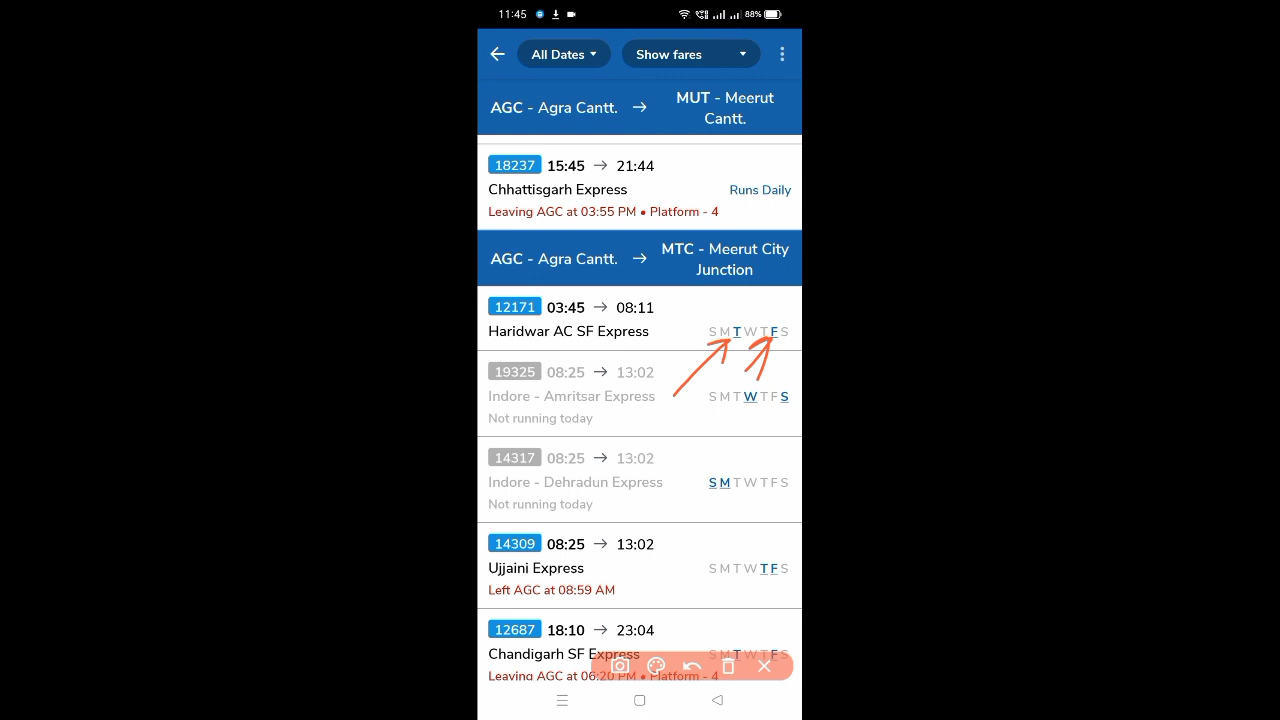 11:45 88%
All Dates Show fares
AGC - Agra Cantt. → MUT - Meerut Cantt.
18237 15:45 → 21:44
Chhattisgarh Express Runs Daily
Leaving AGC at 03:55 PM • Platform - 4
AGC - Agra Cantt. → MTC - Meerut City Junction
12171 03:45 → 08:11
Haridwar AC SF Express S M T W T F S
19325 08:25 → 13:02
Indore - Amritsar Express S M T W T F S
Not running today
14317 08:25 → 13:02
Indore - Dehradun Express S M T W T F S
Not running today
14309 08:25 → 13:02
Ujjaini Express S M T W T F S
Left AGC at 08:59 AM
12687 18:10 → 23:04
Chandigarh SF Express S M T W T F S
Leaving AGC at 06:20 PM • Platform - 4